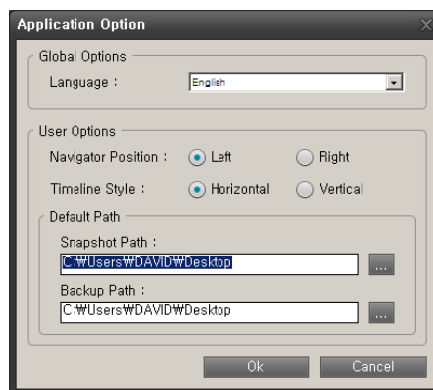 Application Option
Global Options
Language : English
User Options
Navigator Position : Left Right
Timeline Style : Horizontal Vertical
Default Path
Snapshot Path :
C:₩Users₩DAVID₩Desktop
...
Backup Path :
C:₩Users₩DAVID₩Desktop
...
Ok Cancel